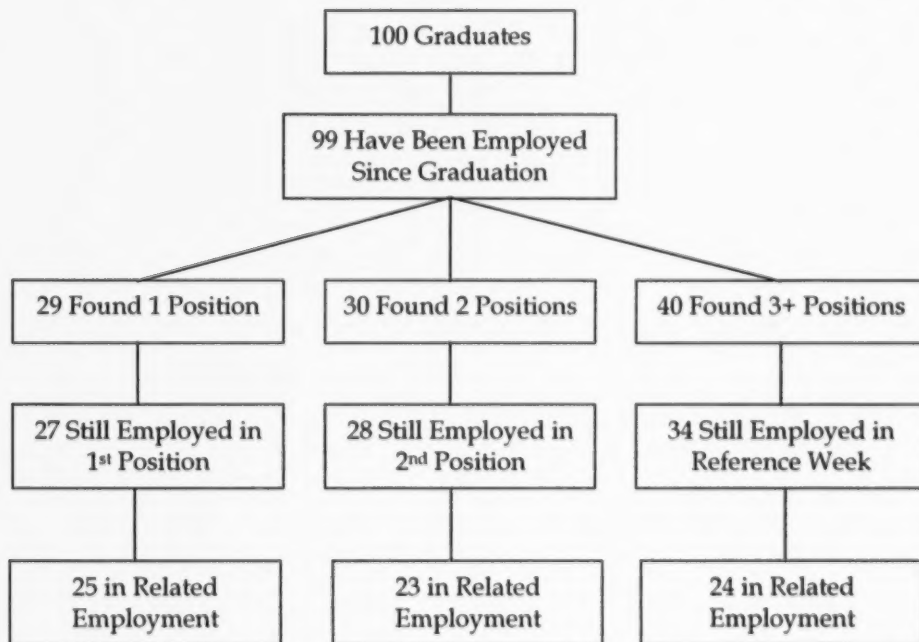 100 Graduates
99 Have Been Employed
Since Graduation
29 Found 1 Position
30 Found 2 Positions
40 Found 3+ Positions
27 Still Employed in
1st Position
28 Still Employed in
2nd Position
34 Still Employed in
Reference Week
25 in Related
Employment
23 in Related
Employment
24 in Related
Employment